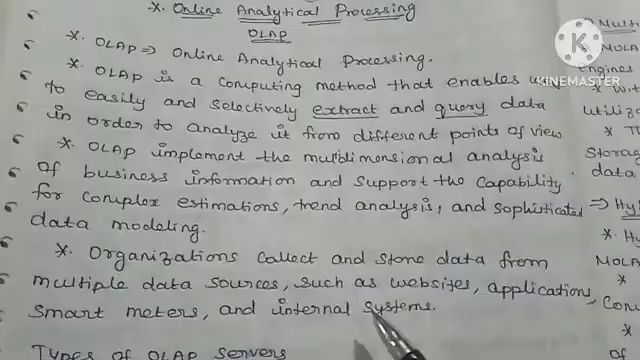 *. Online Analytical Processing
OLAP
*. OLAP => Online Analytical Processing.
*. OLAP is a computing method that enables
to easily and selectively extract and query data
in order to analyze it from different points of view
*. OLAP implement the multidimensional analysis
of business information and support the capability
for complex estimations, trend analysis, and sophisticated
data modeling.
*. Organizations collect and store data from
multiple data sources, such as websites, applications,
smart meters, and internal systems.
Types of OLAP Servers
KINEMASTER
MOLA
engines
* Wit
utiliza
* T
Storag
data
=> Hy
*. Hy
MOLA
*
Con
*
of